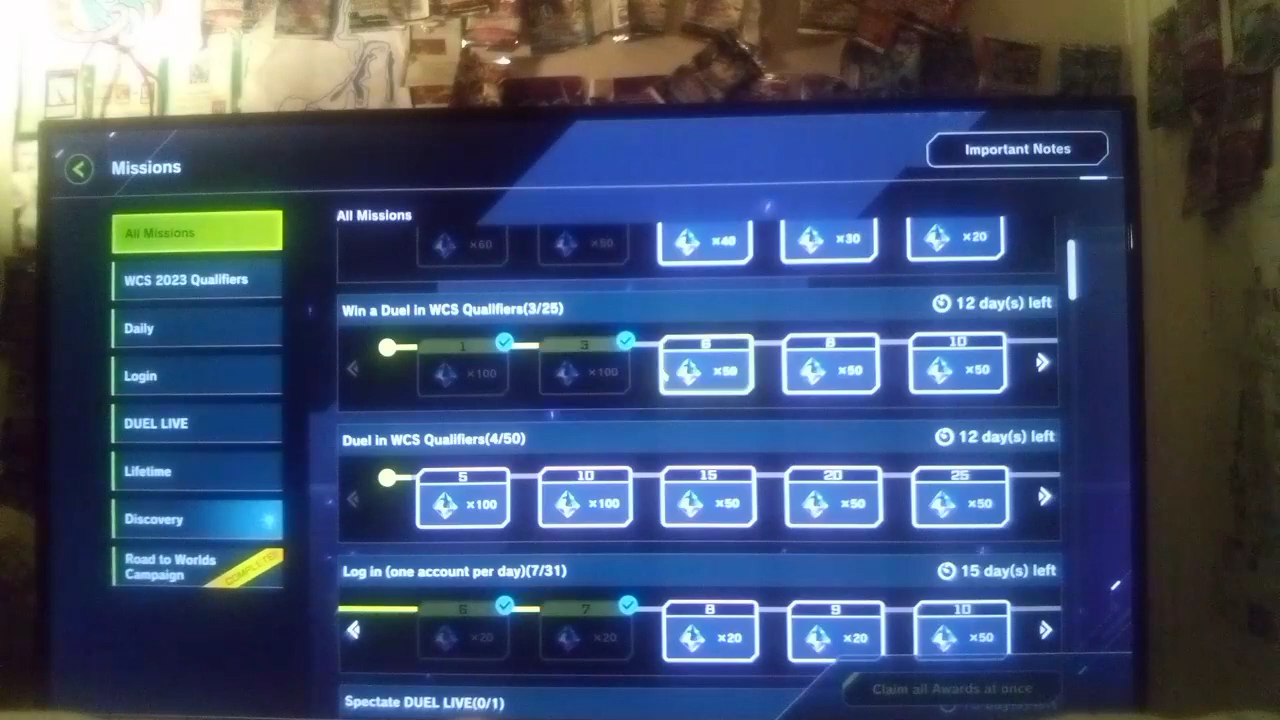 Missions
Important Notes
All Missions
WCS 2023 Qualifiers
Daily
Login
DUEL LIVE
Lifetime
Discovery
Road to Worlds
Campaign
COMPLETED
All Missions
×60 ×50 ×40 ×30 ×20
Win a Duel in WCS Qualifiers(3/25) 12 day(s) left
1 3 6 8 10
×100 ×100 ×50 ×50 ×50
Duel in WCS Qualifiers(4/50) 12 day(s) left
5 10 15 20 25
×100 ×100 ×50 ×50 ×50
Log in (one account per day)(7/31) 15 day(s) left
6 7 8 9 10
×20 ×20 ×20 ×20 ×50
Spectate DUEL LIVE(0/1)
Claim all Awards at once